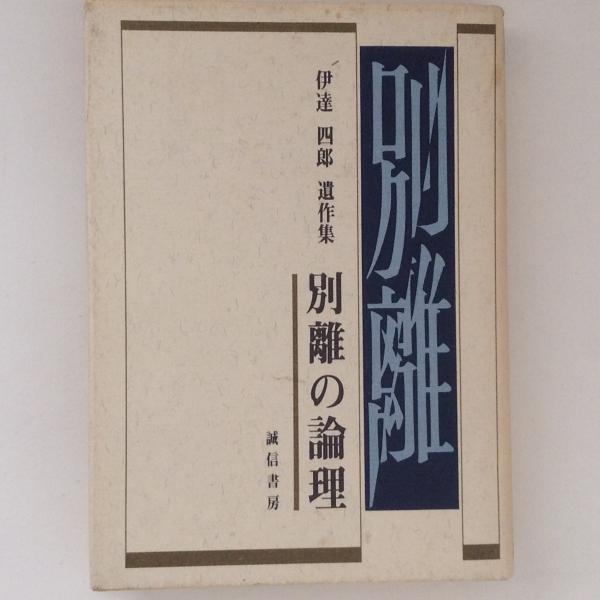 別離
伊達四郎遺作集
別離の論理
誠信書房